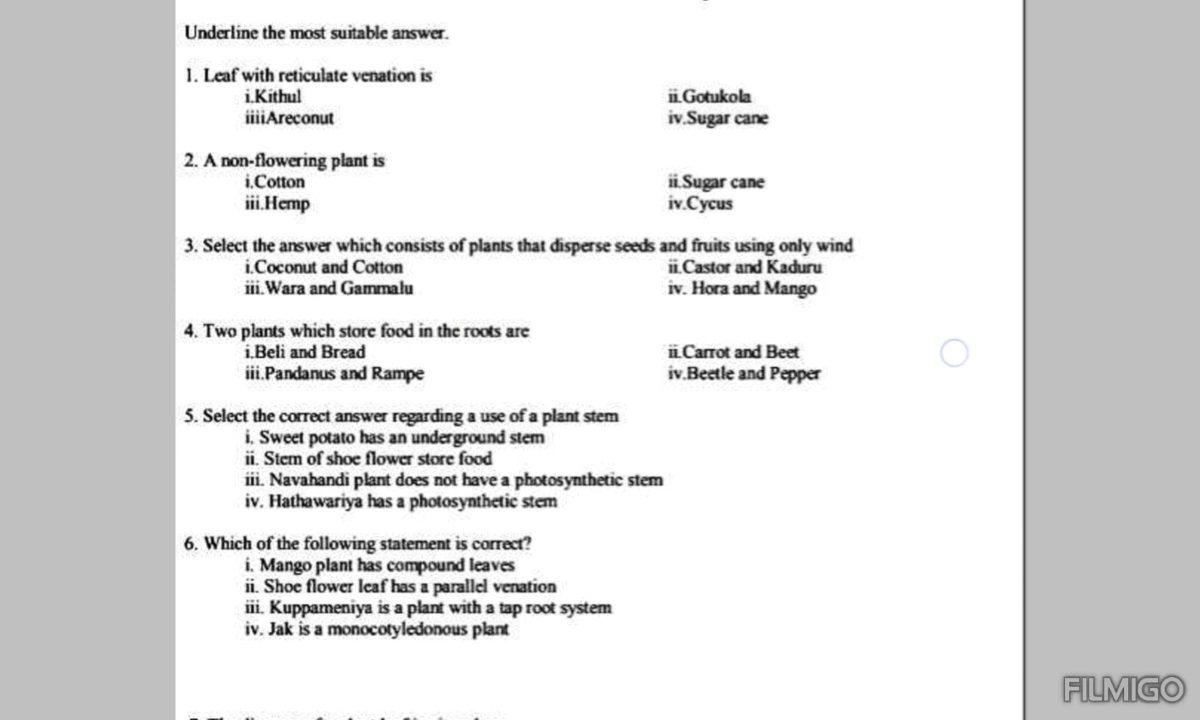 Underline the most suitable answer.
1. Leaf with reticulate venation is
i.Kithul ii.Gotukola
iiiiAreconut iv.Sugar cane
2. A non-flowering plant is
i.Cotton ii.Sugar cane
iii.Hemp iv.Cycus
3. Select the answer which consists of plants that disperse seeds and fruits using only wind
i.Coconut and Cotton ii.Castor and Kaduru
iii.Wara and Gammalu iv. Hora and Mango
4. Two plants which store food in the roots are
i.Beli and Bread ii.Carrot and Beet
iii.Pandanus and Rampe iv.Beetle and Pepper
5. Select the correct answer regarding a use of a plant stem
i. Sweet potato has an underground stem
ii. Stem of shoe flower store food
iii. Navahandi plant does not have a photosynthetic stem
iv. Hathawariya has a photosynthetic stem
6. Which of the following statement is correct?
i. Mango plant has compound leaves
ii. Shoe flower leaf has a parallel venation
iii. Kuppameniya is a plant with a tap root system
iv. Jak is a monocotyledonous plant
FILMIGO